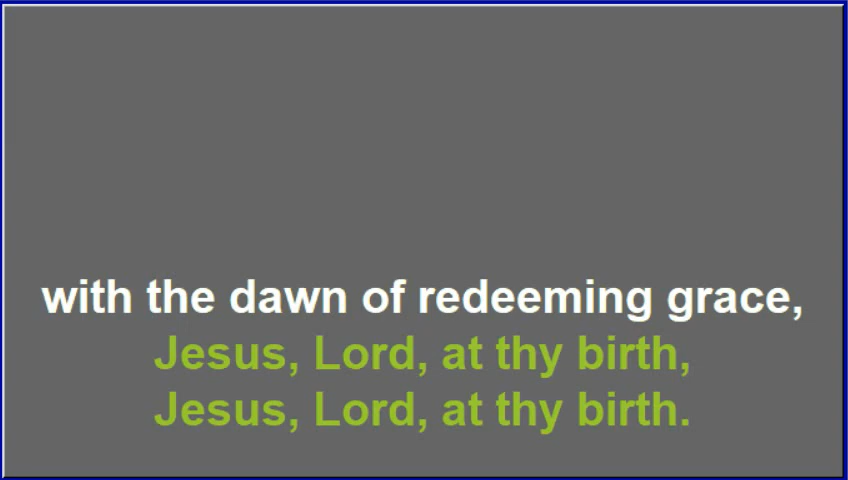 with the dawn of redeeming grace,
Jesus, Lord, at thy birth,
Jesus, Lord, at thy birth.